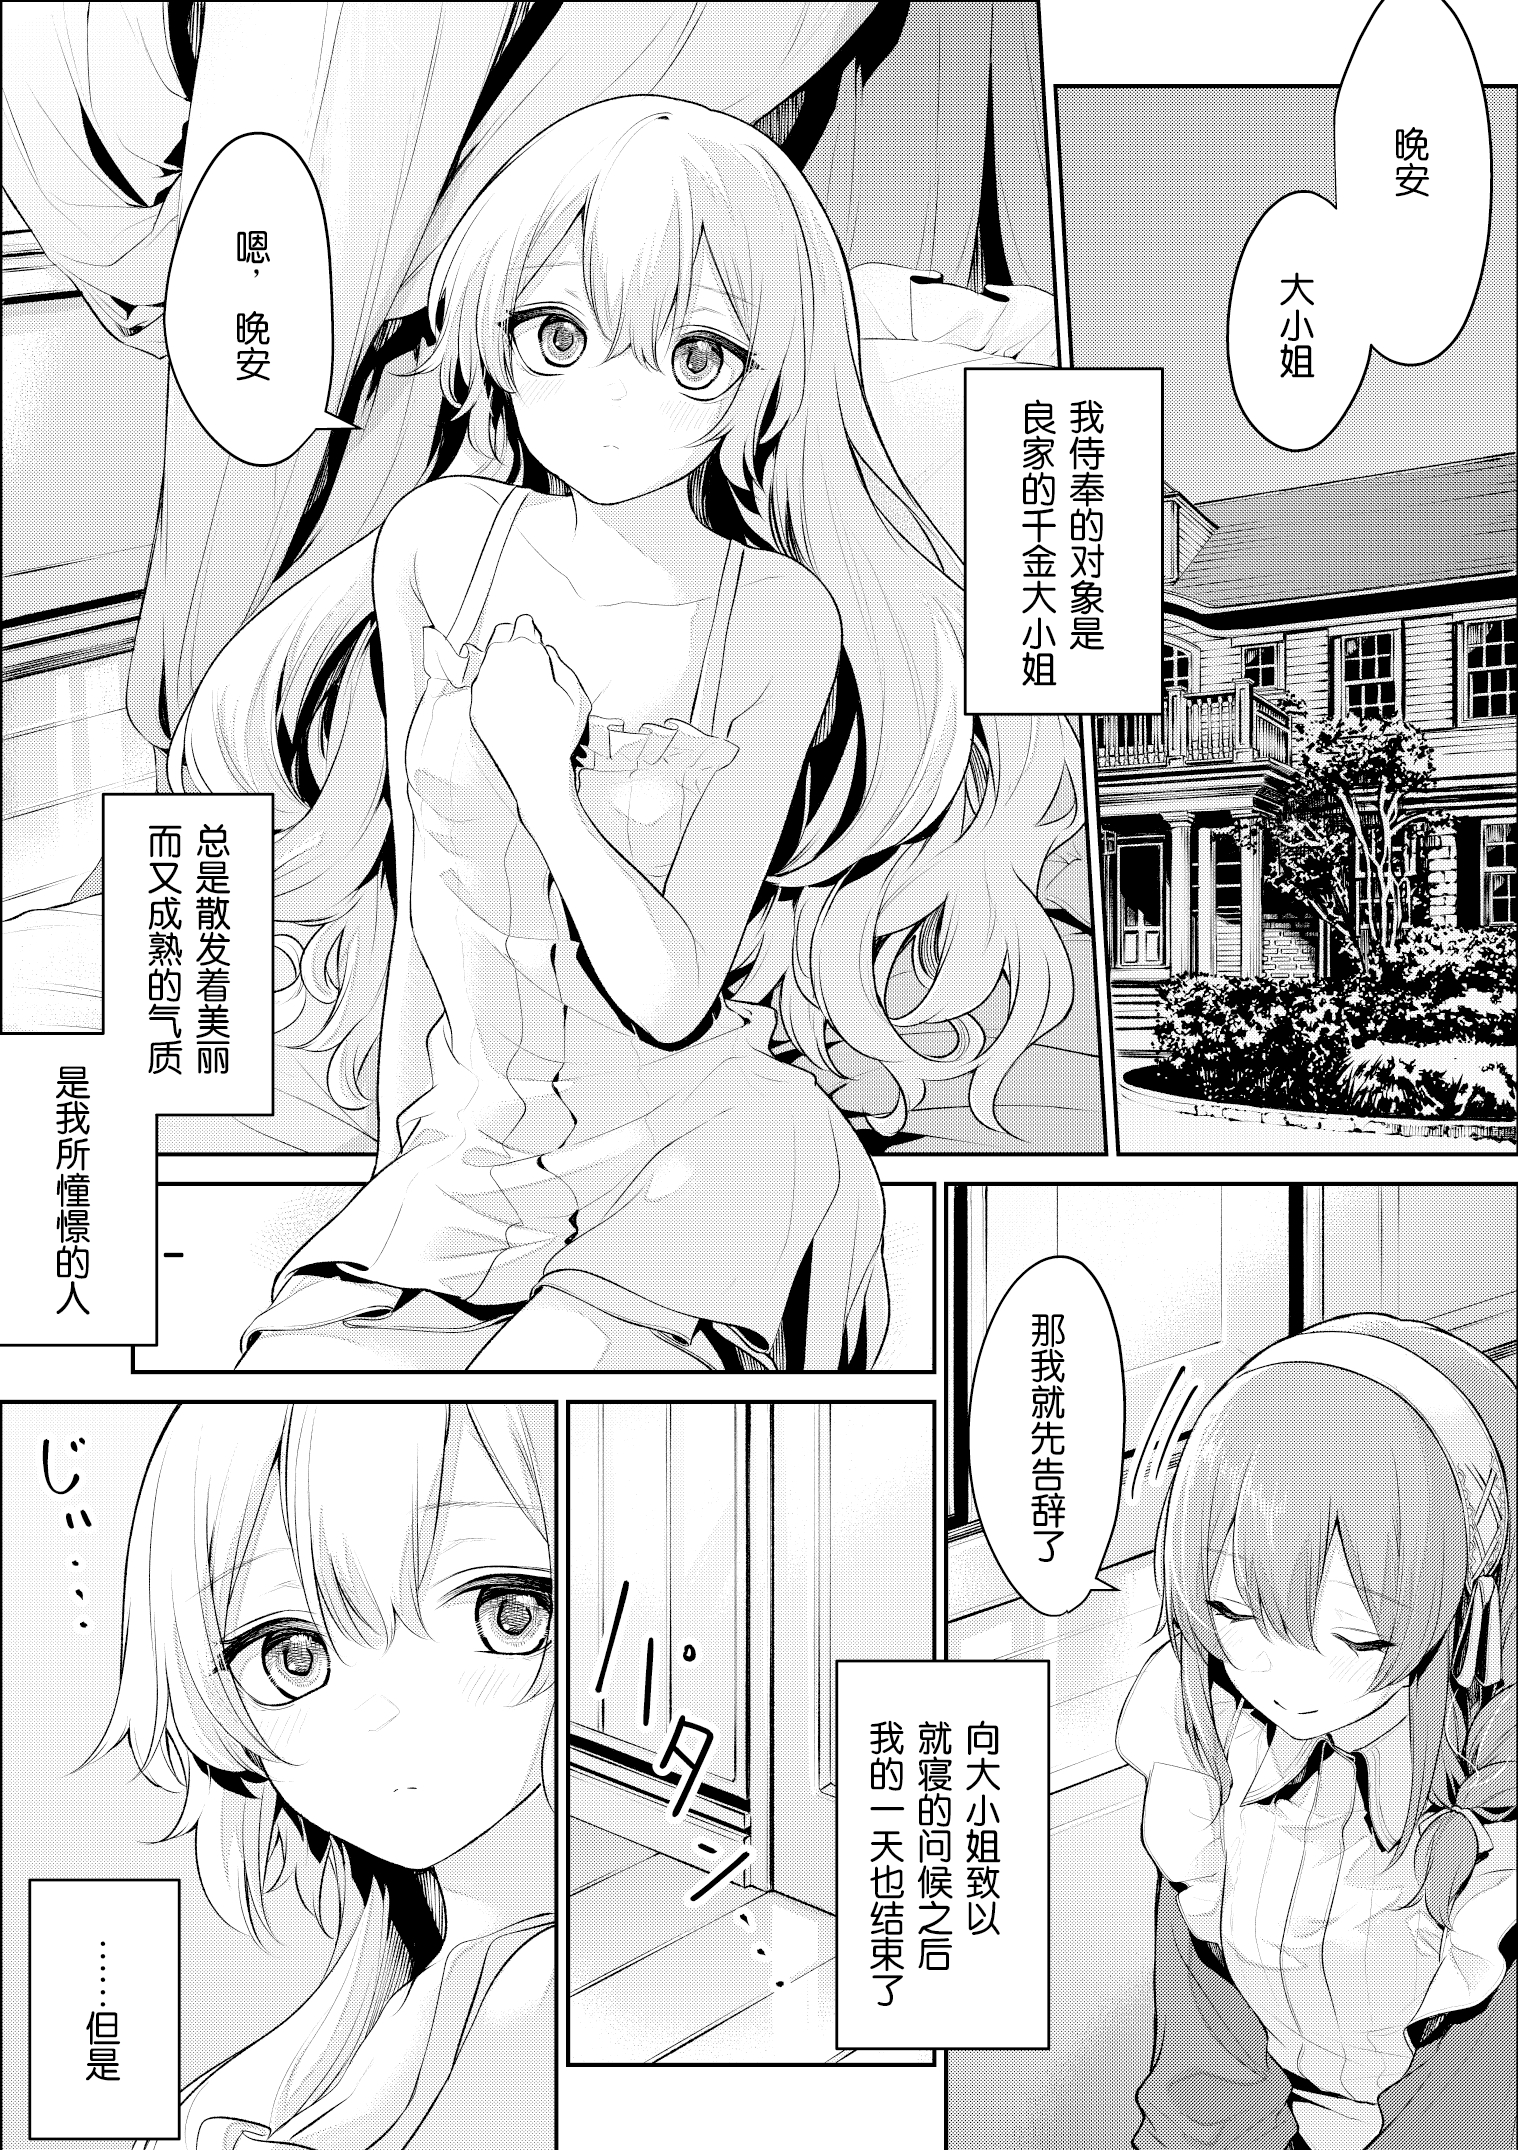 晚安
大小姐
我侍奉的对象是
良家的千金大小姐
嗯，
晚安
总是散发着美丽
而又成熟的气质
是我所憧憬的人
那我就先告辞了
パタン…
向大小姐致以
就寝的问候之后
我的一天也结束了
じ…
……但是